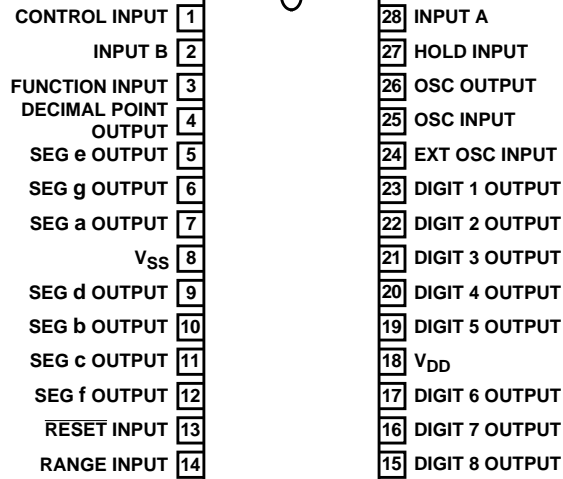 CONTROL INPUT 1
INPUT B 2
FUNCTION INPUT 3
DECIMAL POINT
OUTPUT 4
SEG e OUTPUT 5
SEG g OUTPUT 6
SEG a OUTPUT 7
VSS 8
SEG d OUTPUT 9
SEG b OUTPUT 10
SEG c OUTPUT 11
SEG f OUTPUT 12
RESET INPUT 13
RANGE INPUT 14
28 INPUT A
27 HOLD INPUT
26 OSC OUTPUT
25 OSC INPUT
24 EXT OSC INPUT
23 DIGIT 1 OUTPUT
22 DIGIT 2 OUTPUT
21 DIGIT 3 OUTPUT
20 DIGIT 4 OUTPUT
19 DIGIT 5 OUTPUT
18 VDD
17 DIGIT 6 OUTPUT
16 DIGIT 7 OUTPUT
15 DIGIT 8 OUTPUT